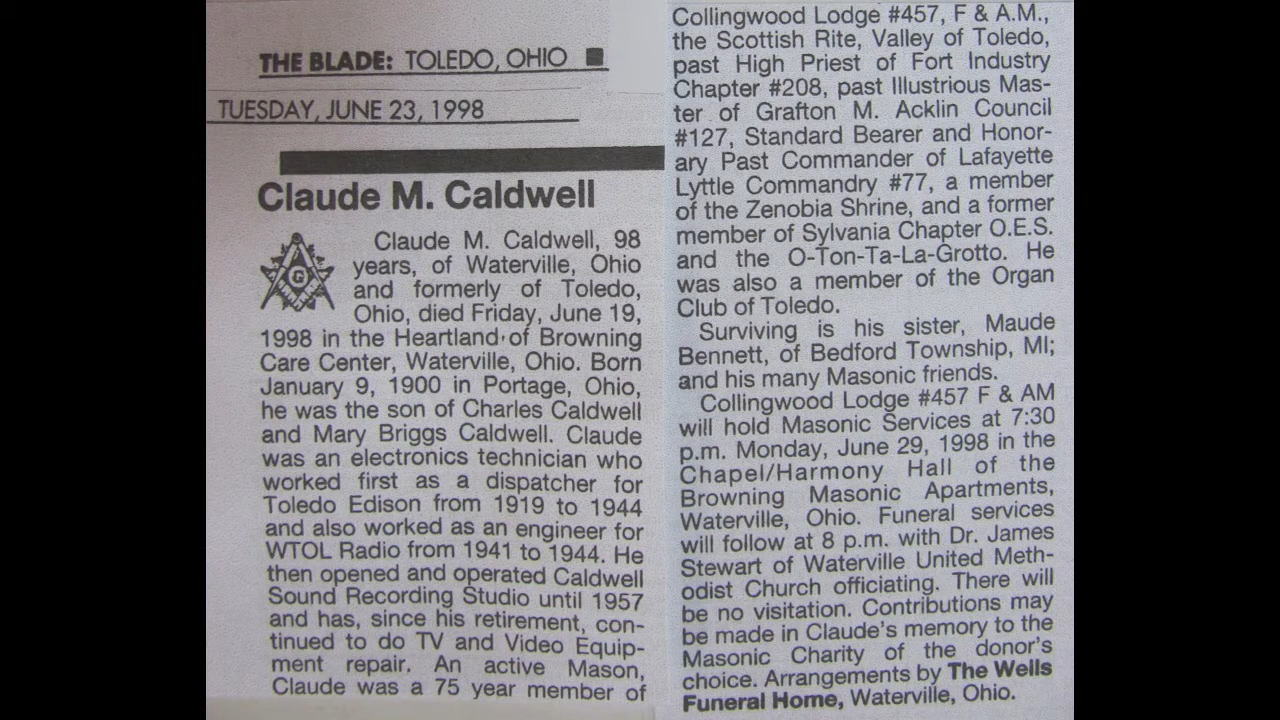 THE BLADE: TOLEDO, OHIO ■
TUESDAY, JUNE 23, 1998
Claude M. Caldwell
G
Claude M. Caldwell, 98
years, of Waterville, Ohio
and formerly of Toledo,
Ohio, died Friday, June 19,
1998 in the Heartland of Browning
Care Center, Waterville, Ohio. Born
January 9, 1900 in Portage, Ohio,
he was the son of Charles Caldwell
and Mary Briggs Caldwell. Claude
was an electronics technician who
worked first as a dispatcher for
Toledo Edison from 1919 to 1944
and also worked as an engineer for
WTOL Radio from 1941 to 1944. He
then opened and operated Caldwell
Sound Recording Studio until 1957
and has, since his retirement, con-
tinued to do TV and Video Equip-
ment repair. An active Mason,
Claude was a 75 year member of
Collingwood Lodge #457, F & A.M.,
the Scottish Rite, Valley of Toledo,
past High Priest of Fort Industry
Chapter #208, past Illustrious Mas-
ter of Grafton M. Acklin Council
#127, Standard Bearer and Honor-
ary Past Commander of Lafayette
Lyttle Commandry #77, a member
of the Zenobia Shrine, and a former
member of Sylvania Chapter O.E.S.
and the O-Ton-Ta-La-Grotto. He
was also a member of the Organ
Club of Toledo.
Surviving is his sister, Maude
Bennett, of Bedford Township, MI;
and his many Masonic friends.
Collingwood Lodge #457 F & AM
will hold Masonic Services at 7:30
p.m. Monday, June 29, 1998 in the
Chapel/Harmony Hall of the
Browning Masonic Apartments,
Waterville, Ohio. Funeral services
will follow at 8 p.m. with Dr. James
Stewart of Waterville United Meth-
odist Church officiating. There will
be no visitation. Contributions may
be made in Claude's memory to the
Masonic Charity of the donor's
choice. Arrangements by The Wells
Funeral Home, Waterville, Ohio.